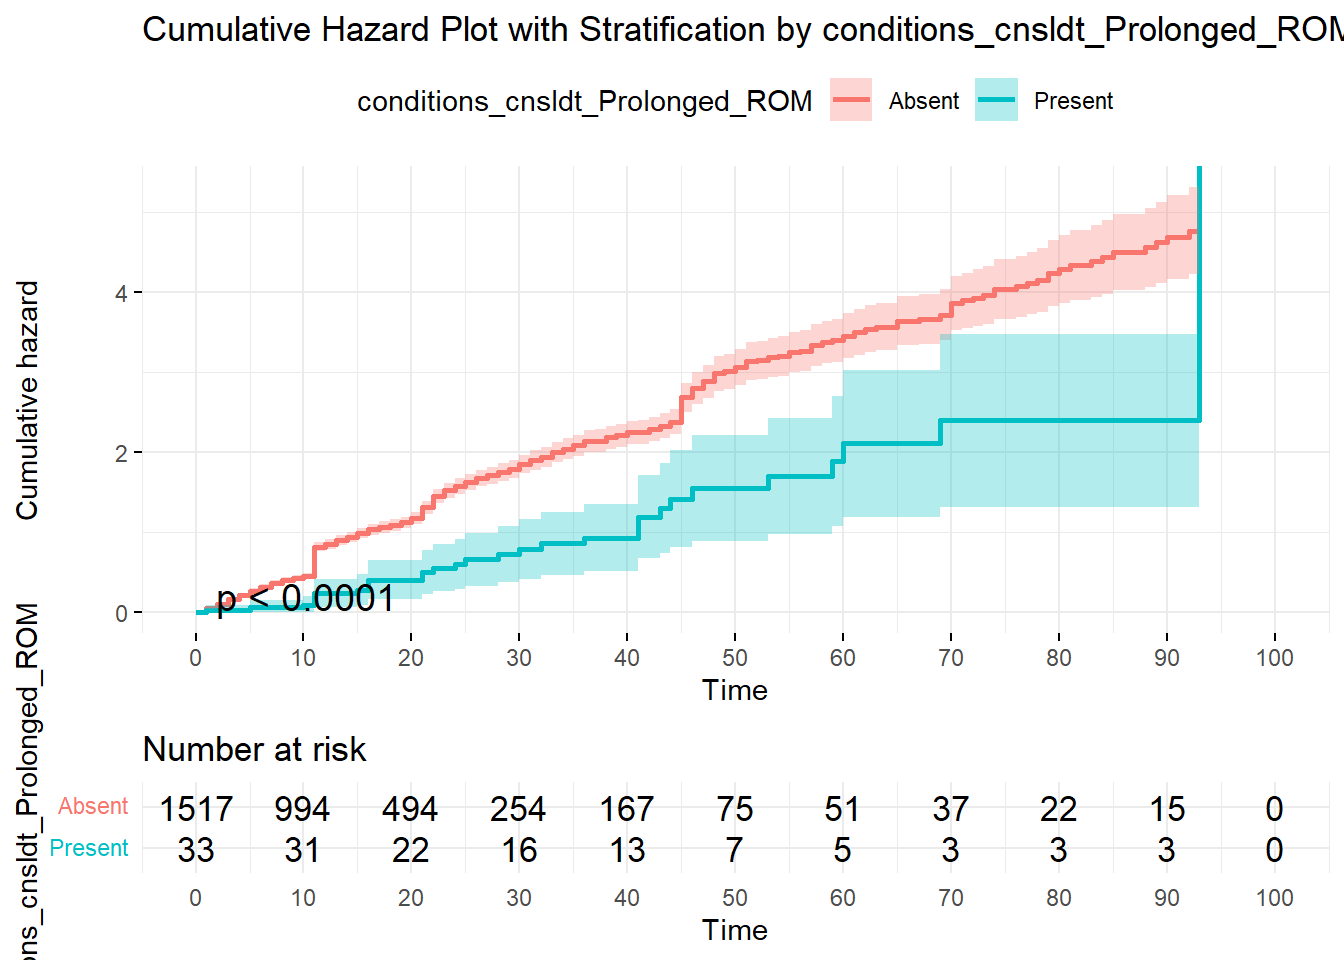 Cumulative Hazard Plot with Stratification by conditions_cnsldt_Prolonged_ROM
conditions_cnsldt_Prolonged_ROM Absent Present
Cumulative hazard
4
2
0
p < 0.0001
0 10 20 30 40 50 60 70 80 90 100
Time
Number at risk
ons_cnsldt_Prolonged_ROM
Absent 1517 994 494 254 167 75 51 37 22 15 0
Present 33 31 22 16 13 7 5 3 3 3 0
0 10 20 30 40 50 60 70 80 90 100
Time